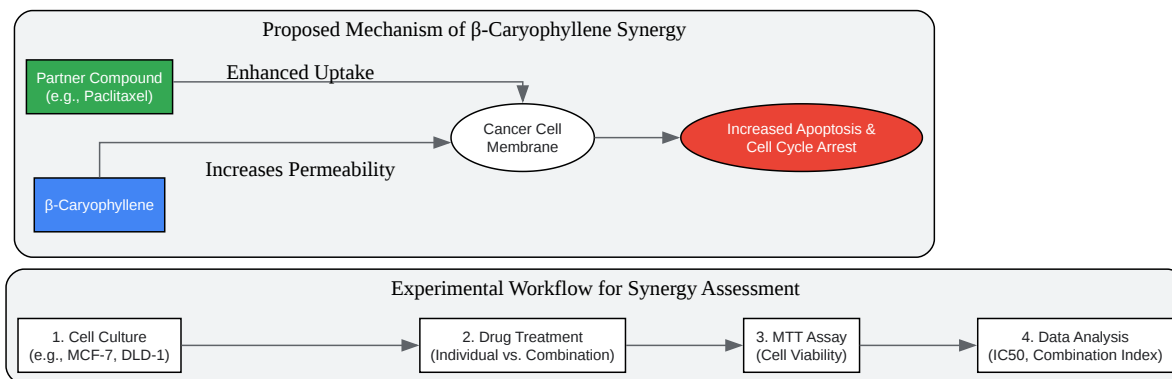 Proposed Mechanism of β-Caryophyllene Synergy
Partner Compound
(e.g., Paclitaxel)
Enhanced Uptake
Cancer Cell
Membrane
Increased Apoptosis &
Cell Cycle Arrest
Increases Permeability
β-Caryophyllene
Experimental Workflow for Synergy Assessment
1. Cell Culture
(e.g., MCF-7, DLD-1)
2. Drug Treatment
(Individual vs. Combination)
3. MTT Assay
(Cell Viability)
4. Data Analysis
(IC50, Combination Index)